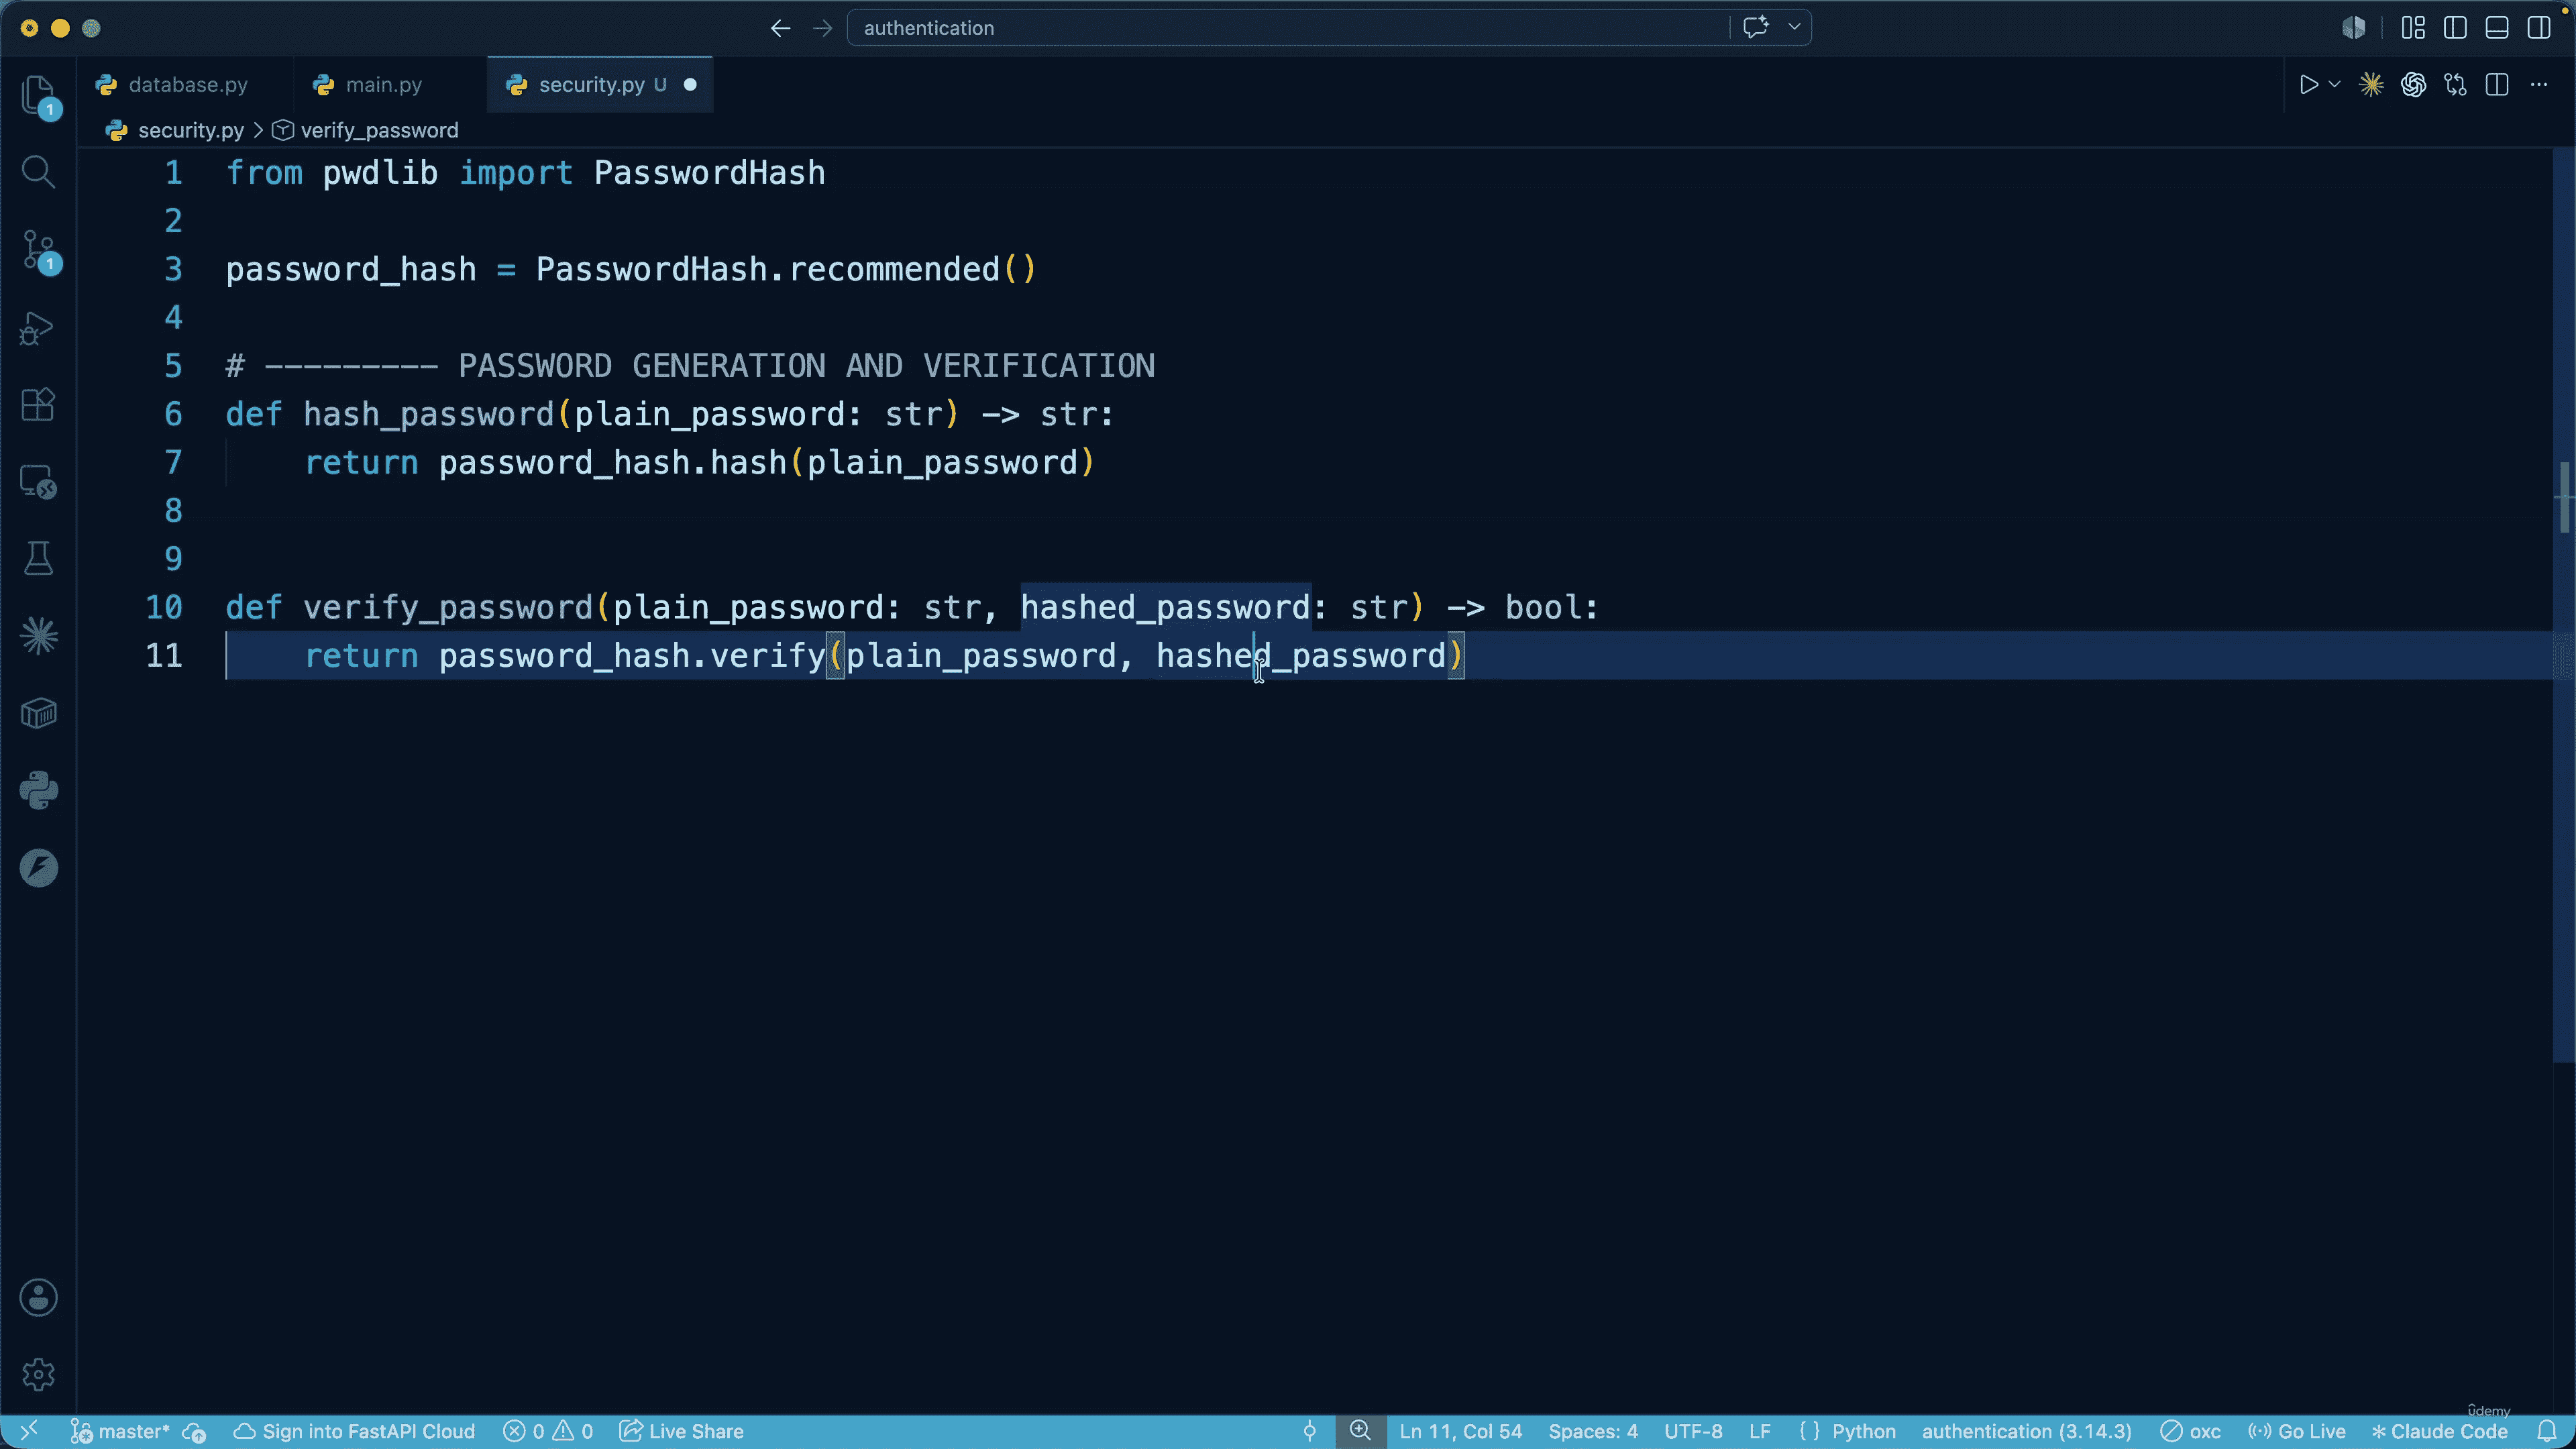 authentication
database.py
main.py
security.py U
security.py > verify_password
1
1
1 from pwdlib import PasswordHash
2
3 password_hash = PasswordHash.recommended()
4
5 # --------- PASSWORD GENERATION AND VERIFICATION
6 def hash_password(plain_password: str) -> str:
7 return password_hash.hash(plain_password)
8
9
10 def verify_password(plain_password: str, hashed_password: str) -> bool:
11 return password_hash.verify(plain_password, hashed_password)
udemy
master* Sign into FastAPI Cloud 0 0 Live Share Ln 11, Col 54 Spaces: 4 UTF-8 LF { } Python authentication (3.14.3) oxc Go Live Claude Code